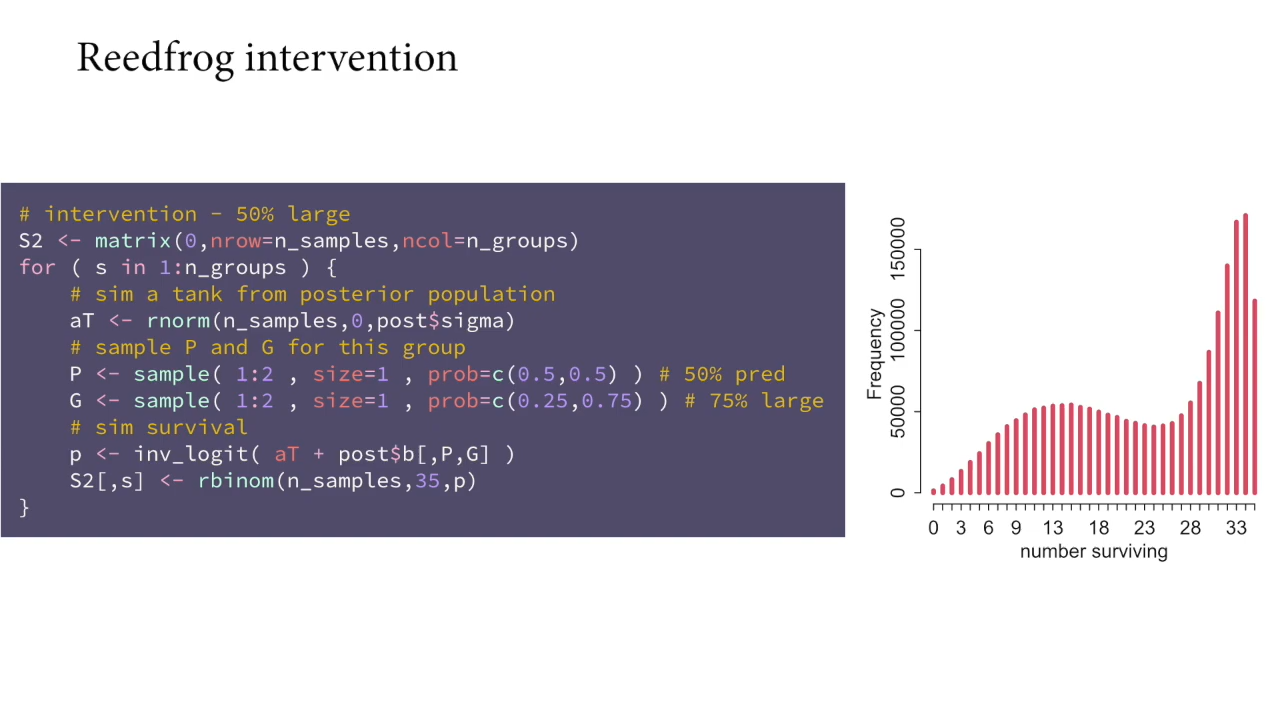 Reedfrog intervention
# intervention - 50% large
S2 <- matrix(0,nrow=n_samples,ncol=n_groups)
for ( s in 1:n_groups ) {
    # sim a tank from posterior population
    aT <- rnorm(n_samples,0,post$sigma)
    # sample P and G for this group
    P <- sample( 1:2 , size=1 , prob=c(0.5,0.5) ) # 50% pred
    G <- sample( 1:2 , size=1 , prob=c(0.25,0.75) ) # 75% large
    # sim survival
    p <- inv_logit( aT + post$b[,P,G] )
    S2[,s] <- rbinom(n_samples,35,p)
}
Frequency
0 50000 100000 150000
0 3 6 9 13 18 23 28 33
number surviving